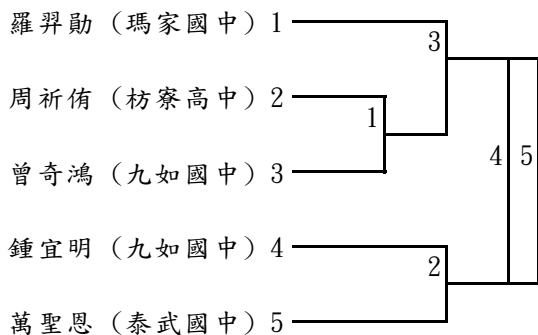 羅羿勛（瑪家國中）1
3
周祈侑（枋寮高中）2
1
曾奇鴻（九如國中）3
4 5
鍾宜明（九如國中）4
2
萬聖恩（泰武國中）5